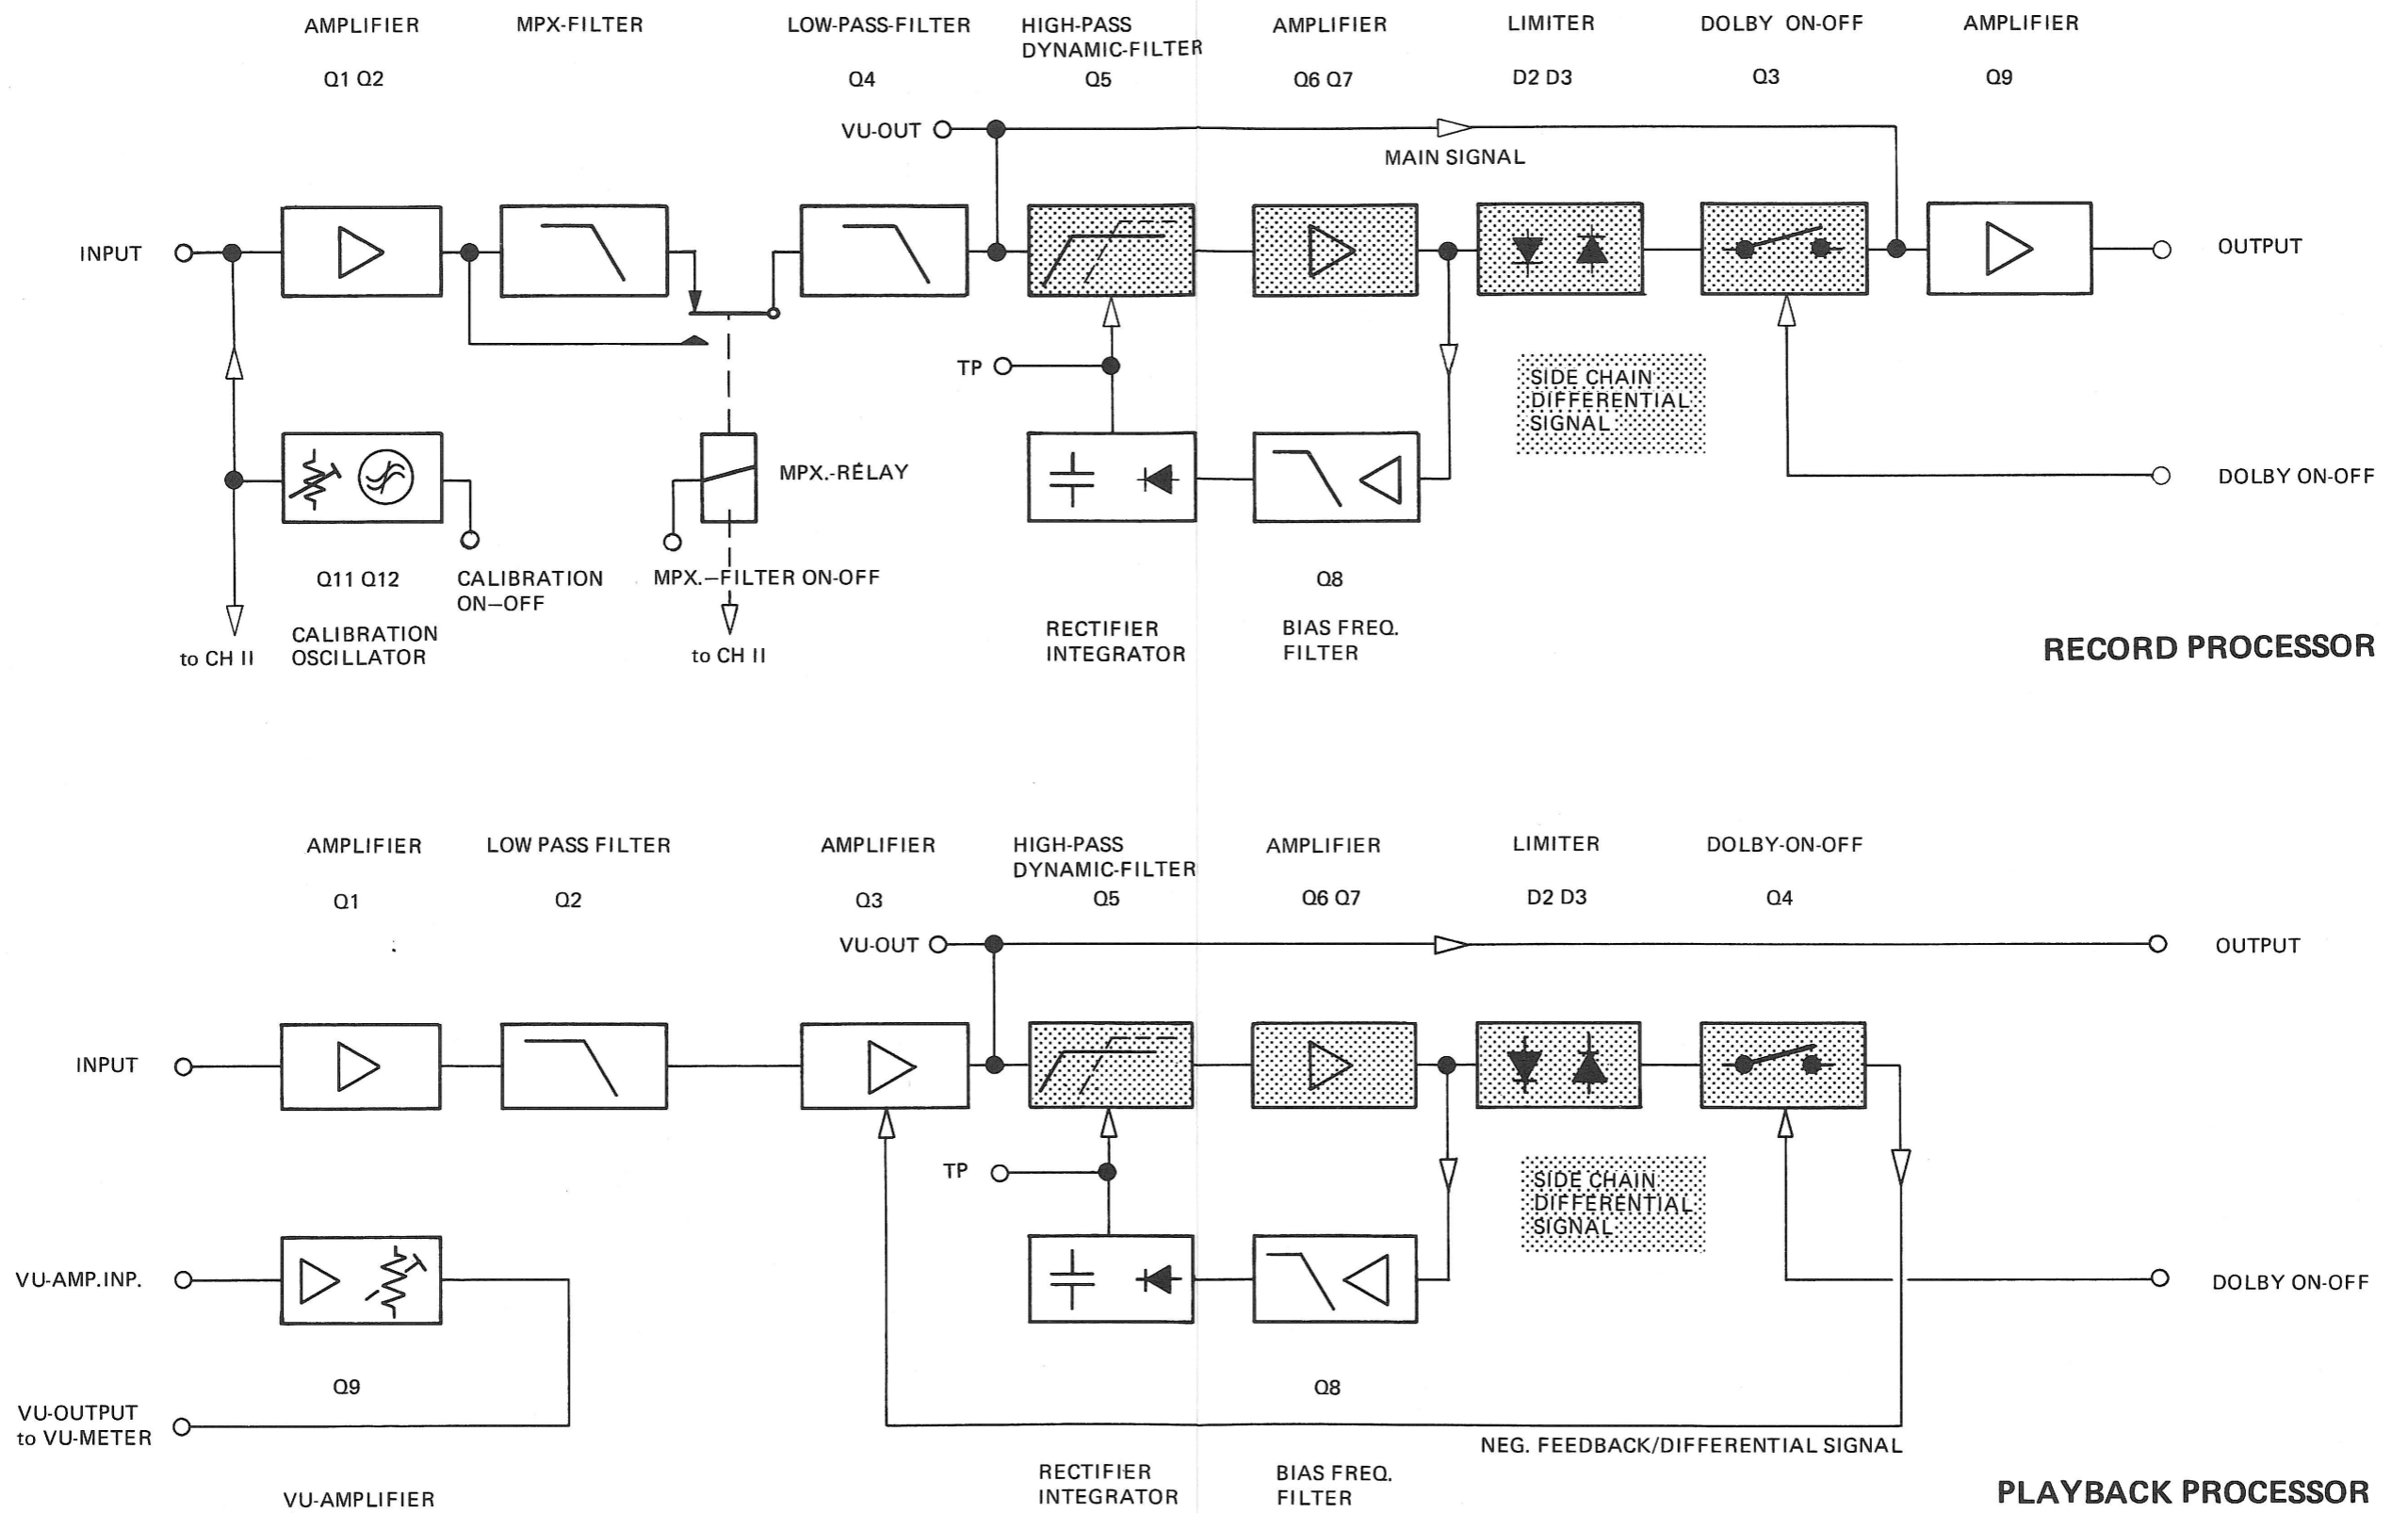 AMPLIFIER
MPX-FILTER
LOW-PASS-FILTER
HIGH-PASS
DYNAMIC-FILTER
AMPLIFIER
LIMITER
DOLBY ON-OFF
AMPLIFIER
Q1 Q2
Q4
Q5
Q6 Q7
D2 D3
Q3
Q9
VU-OUT
MAIN SIGNAL
INPUT
OUTPUT
TP
SIDE CHAIN
DIFFERENTIAL
SIGNAL
MPX.-RELAY
DOLBY ON-OFF
Q11 Q12
CALIBRATION
ON–OFF
MPX.–FILTER ON-OFF
Q8
CALIBRATION
OSCILLATOR
to CH II
to CH II
RECTIFIER
INTEGRATOR
BIAS FREQ.
FILTER
RECORD PROCESSOR
AMPLIFIER
LOW PASS FILTER
AMPLIFIER
HIGH-PASS
DYNAMIC-FILTER
AMPLIFIER
LIMITER
DOLBY-ON-OFF
Q1
Q2
Q3
Q5
Q6 Q7
D2 D3
Q4
VU-OUT
OUTPUT
INPUT
TP
SIDE CHAIN
DIFFERENTIAL
SIGNAL
VU-AMP.INP.
DOLBY ON-OFF
Q9
Q8
VU-OUTPUT
to VU-METER
NEG. FEEDBACK/DIFFERENTIAL SIGNAL
VU-AMPLIFIER
RECTIFIER
INTEGRATOR
BIAS FREQ.
FILTER
PLAYBACK PROCESSOR